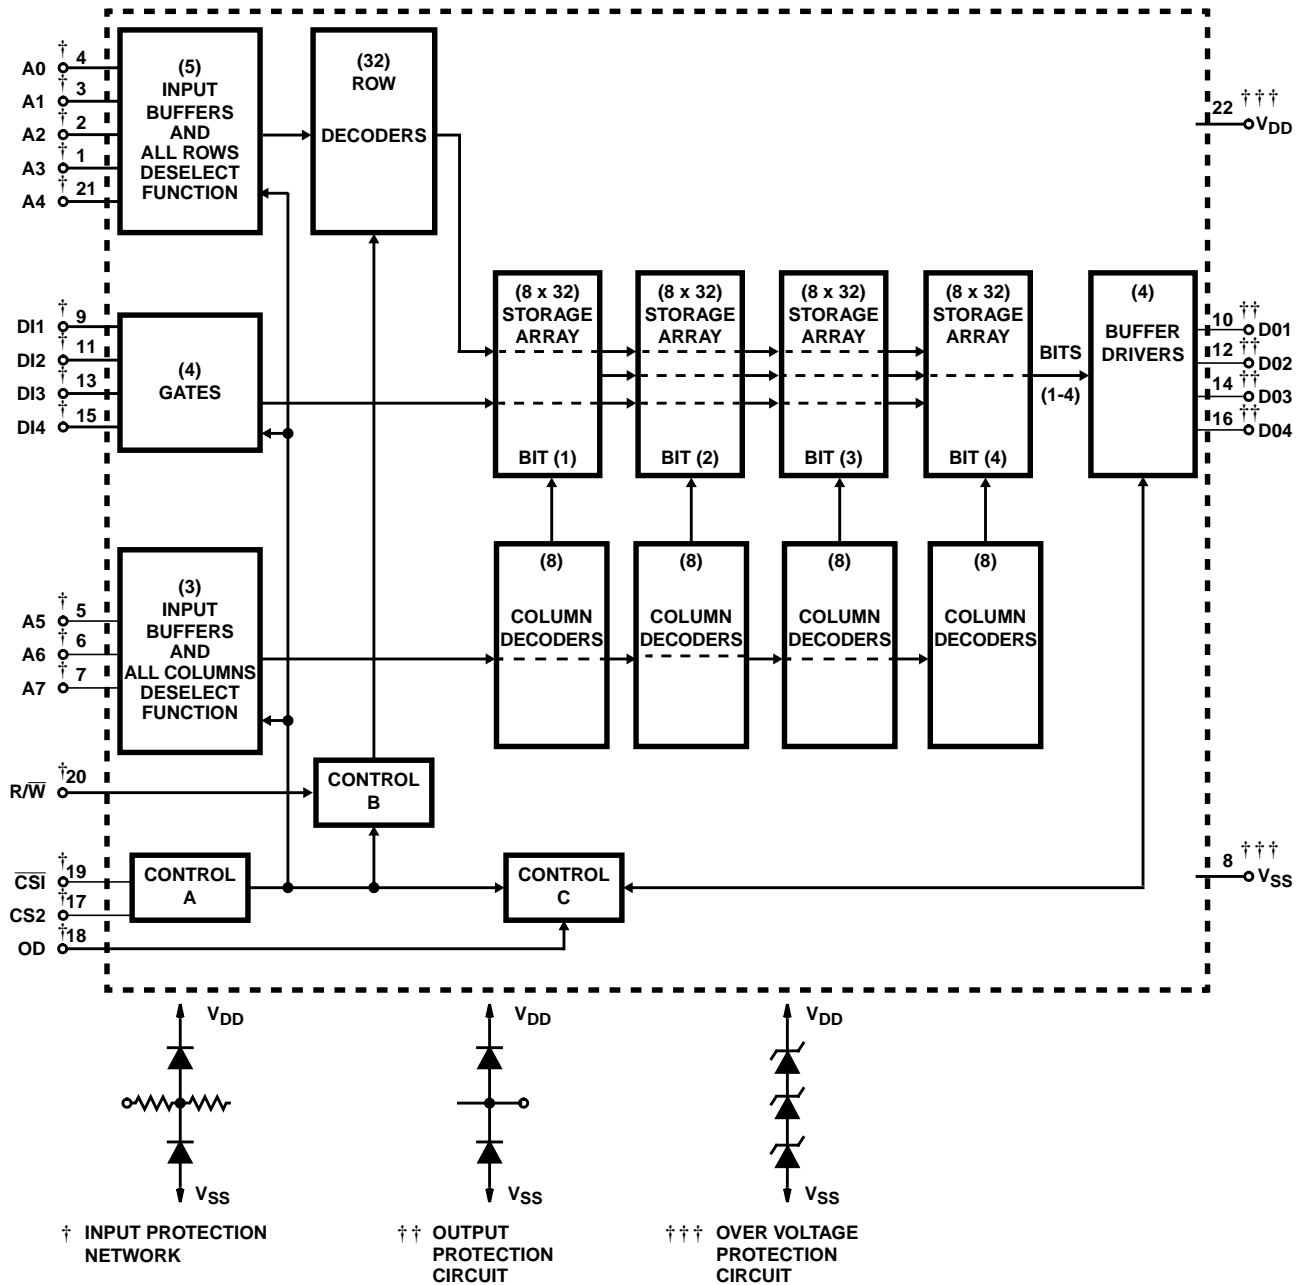 † 4
A0
† 3
A1
† 2
A2
† 1
A3
† 21
A4
(5)
INPUT
BUFFERS
AND
ALL ROWS
DESELECT
FUNCTION
(32)
ROW
DECODERS
22 †††
VDD
† 9
DI1
† 11
DI2
† 13
DI3
† 15
DI4
(4)
GATES
(8 x 32)
STORAGE
ARRAY
BIT (1)
(8 x 32)
STORAGE
ARRAY
BIT (2)
(8 x 32)
STORAGE
ARRAY
BIT (3)
(8 x 32)
STORAGE
ARRAY
BIT (4)
BITS
(1-4)
(4)
BUFFER
DRIVERS
10 ††
D01
12 ††
D02
14 ††
D03
16 ††
D04
† 5
A5
† 6
A6
† 7
A7
(3)
INPUT
BUFFERS
AND
ALL COLUMNS
DESELECT
FUNCTION
(8)
COLUMN
DECODERS
(8)
COLUMN
DECODERS
(8)
COLUMN
DECODERS
(8)
COLUMN
DECODERS
†20
R/W̅
CONTROL
B
†19
C̅S̅I̅
†17
CS2
†18
OD
CONTROL
A
CONTROL
C
8 †††
VSS
VDD
VSS
† INPUT PROTECTION
NETWORK
VDD
VSS
†† OUTPUT
PROTECTION
CIRCUIT
VDD
VSS
††† OVER VOLTAGE
PROTECTION
CIRCUIT